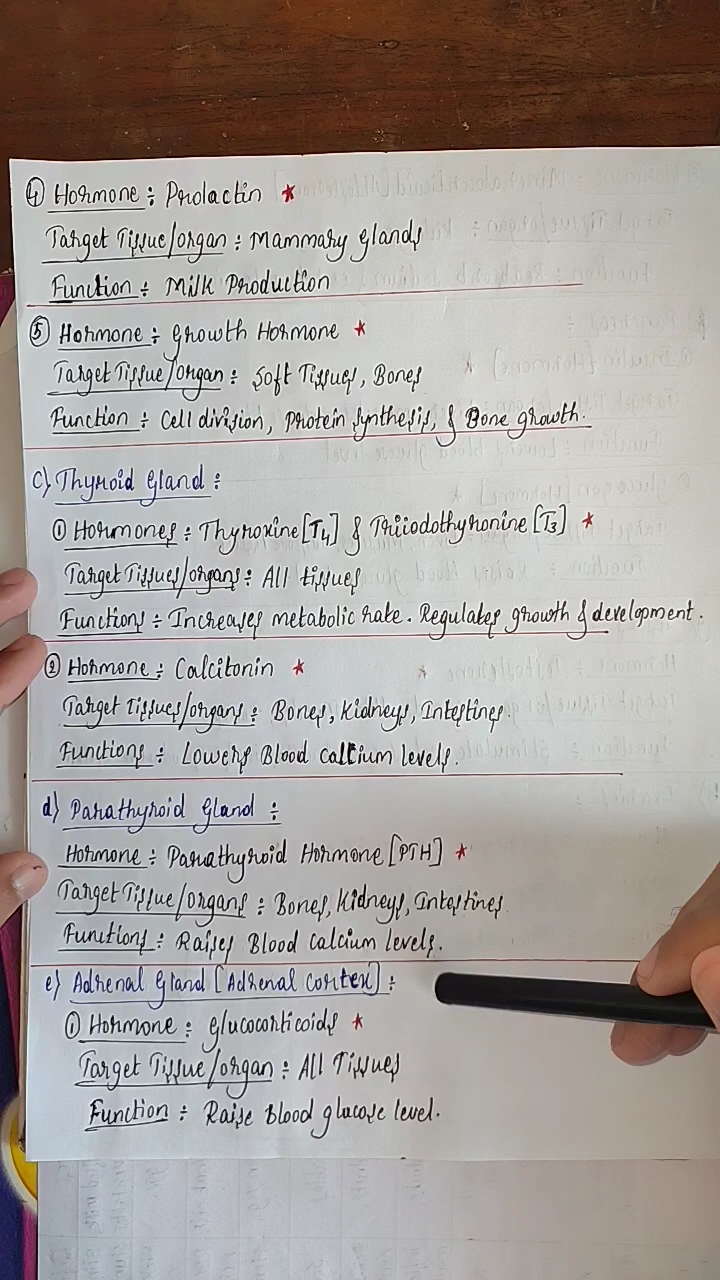 ④ Hormone : Prolactin ★
Target Tissue/organ : Mammary Glands
Function : Milk Production
⑤ Hormone : Growth Hormone ★
Target Tissue/organ : Soft Tissues, Bones
Function : Cell division, Protein Synthesis, & Bone growth.
c) Thyroid Gland :
① Hormones : Thyroxine [T4] & Triiodothyronine [T3] ★
Target Tissues/organs : All tissues
Functions : Increases metabolic rate. Regulates growth & development.
② Hormone : Calcitonin ★
Target Tissues/organs : Bones, Kidneys, Intestines.
Functions : Lowers Blood calcium levels.
d) Parathyroid Gland :
Hormone : Parathyroid Hormone [PTH] ★
Target Tissue/organs : Bones, Kidneys, Intestines
Functions : Raises Blood calcium levels.
e) Adrenal Gland [Adrenal cortex] :
① Hormone : Glucocorticoids ★
Target Tissue/organ : All Tissues
Function : Raise Blood glucose level.